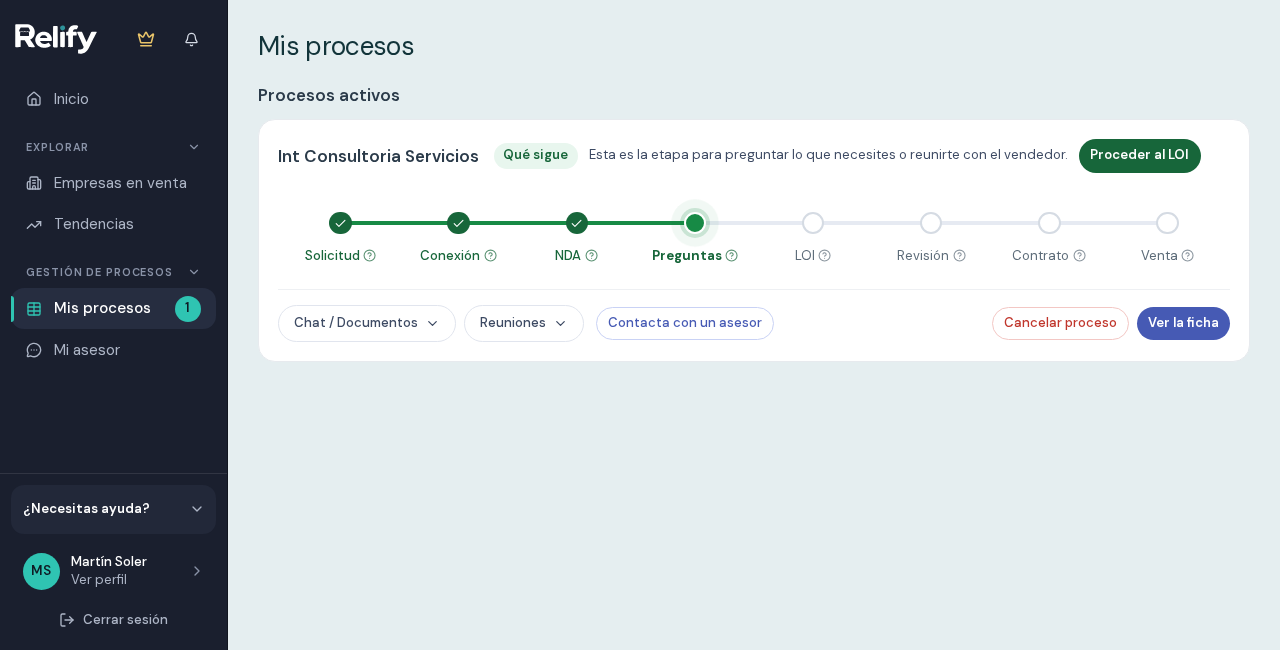 Relify
Inicio
EXPLORAR
Empresas en venta
Tendencias
GESTIÓN DE PROCESOS
Mis procesos 1
Mi asesor
¿Necesitas ayuda?
MS
Martín Soler
Ver perfil
Cerrar sesión
Mis procesos
Procesos activos
Int Consultoria Servicios Qué sigue Esta es la etapa para preguntar lo que necesites o reunirte con el vendedor. Proceder al LOI
Solicitud Conexión NDA Preguntas LOI Revisión Contrato Venta
Chat / Documentos Reuniones Contacta con un asesor Cancelar proceso Ver la ficha